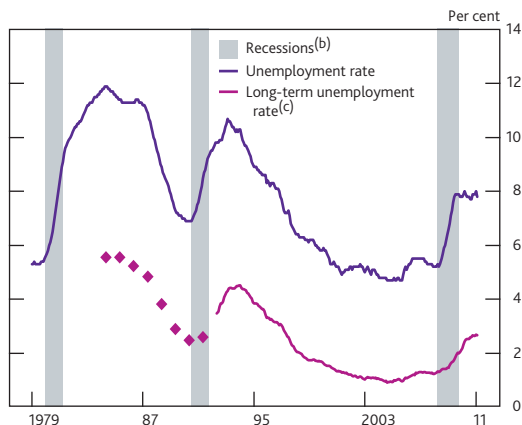 Per cent
14
Recessions(b)
Unemployment rate
Long-term unemployment
rate(c)
12
10
8
6
4
2
0
1979 87 95 2003 11